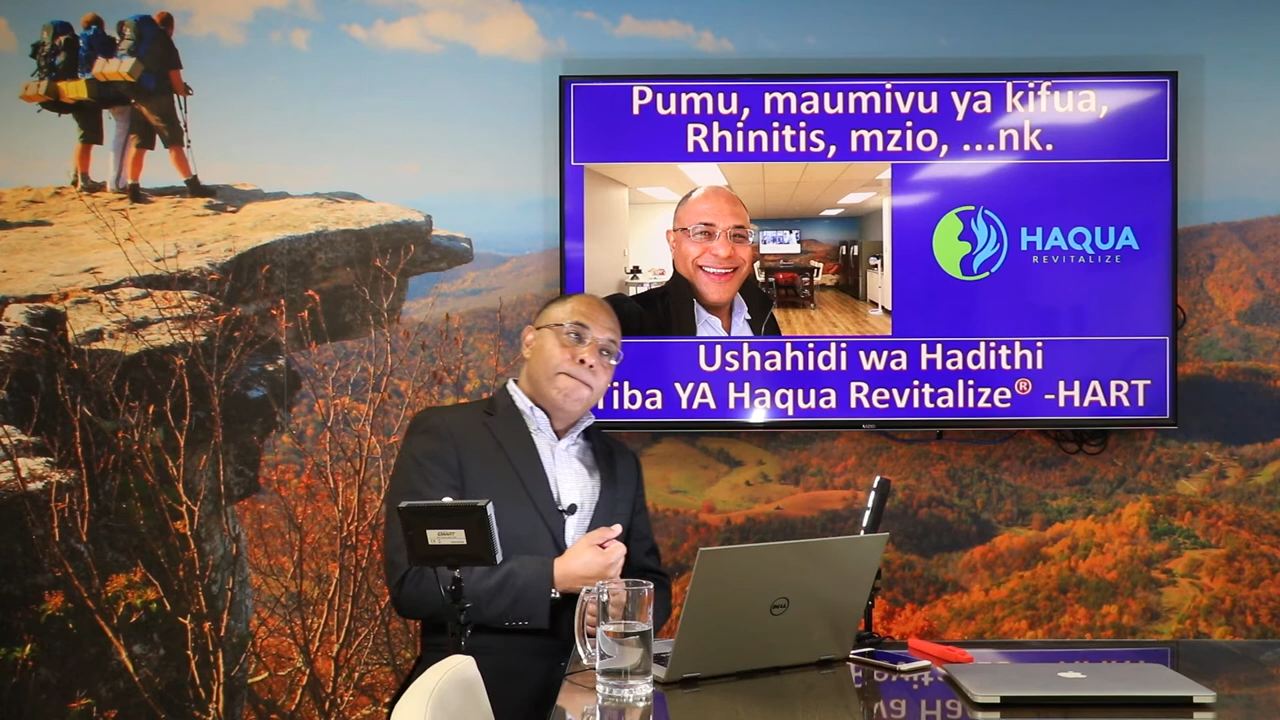 Pumu, maumivu ya kifua,
Rhinitis, mzio, ...nk.
HAQUA
REVITALIZE
Ushahidi wa Hadithi
Tiba YA Haqua Revitalize® -HART
DELL